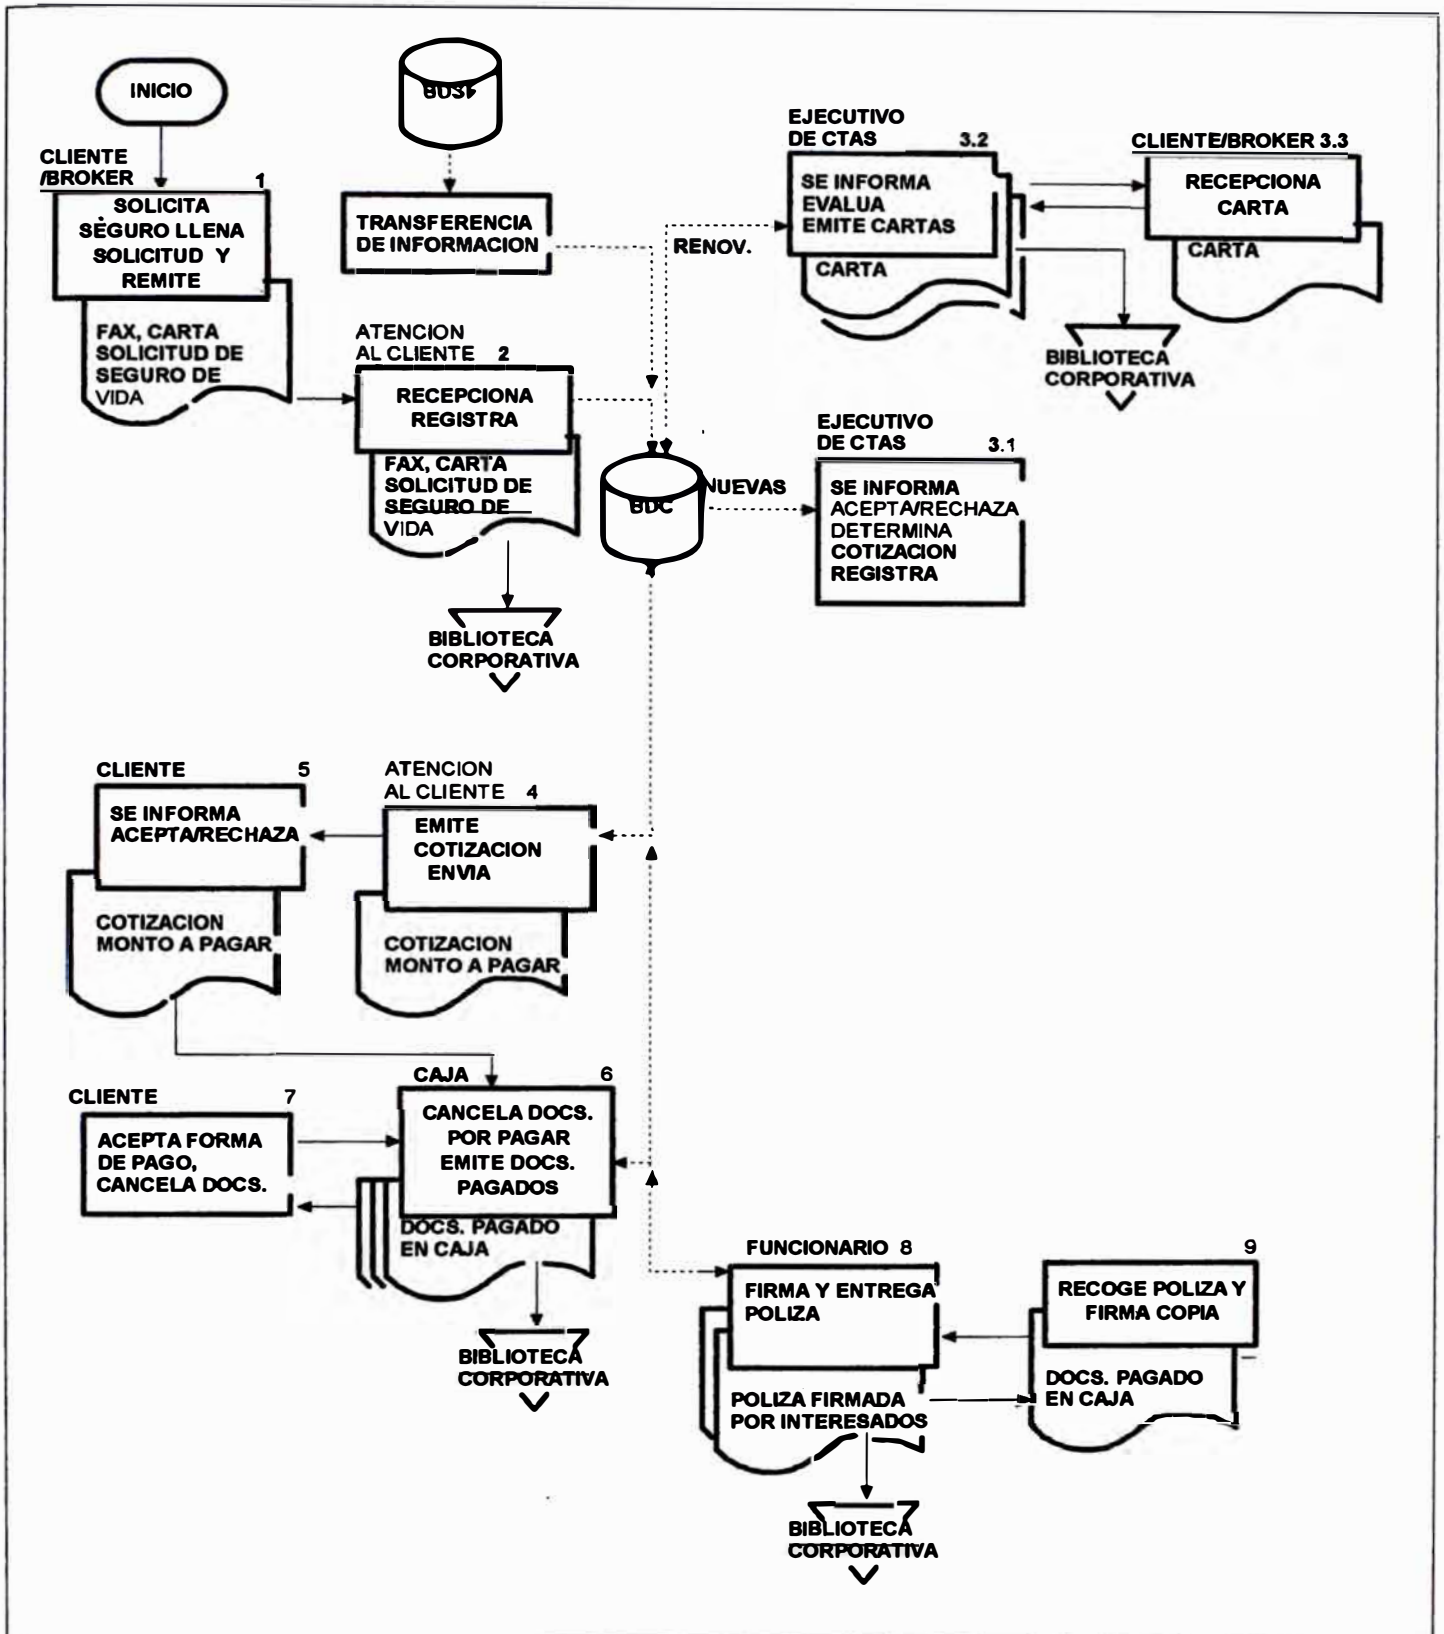 INICIO
CLIENTE
/BROKER
1
SOLICITA
SEGURO LLENA
SOLICITUD Y
REMITE
FAX, CARTA
SOLICITUD DE
SEGURO DE
VIDA
TRANSFERENCIA
DE INFORMACION
ATENCION
AL CLIENTE 2
RECEPCIONA
REGISTRA
FAX, CARTA
SOLICITUD DE
SEGURO DE
VIDA
BIBLIOTECA
CORPORATIVA
RENOV.
BDC
NUEVAS
EJECUTIVO
DE CTAS 3.2
SE INFORMA
EVALUA
EMITE CARTAS
CARTA
CLIENTE/BROKER 3.3
RECEPCIONA
CARTA
CARTA
BIBLIOTECA
CORPORATIVA
EJECUTIVO
DE CTAS 3.1
SE INFORMA
ACEPTA/RECHAZA
DETERMINA
COTIZACION
REGISTRA
CLIENTE 5
SE INFORMA
ACEPTA/RECHAZA
COTIZACION
MONTO A PAGAR
ATENCION
AL CLIENTE 4
EMITE
COTIZACION
ENVIA
COTIZACION
MONTO A PAGAR
CLIENTE 7
ACEPTA FORMA
DE PAGO,
CANCELA DOCS.
CAJA 6
CANCELA DOCS.
POR PAGAR
EMITE DOCS.
PAGADOS
DOCS. PAGADO
EN CAJA
BIBLIOTECA
CORPORATIVA
FUNCIONARIO 8
FIRMA Y ENTREGA
POLIZA
POLIZA FIRMADA
POR INTERESADOS
BIBLIOTECA
CORPORATIVA
9
RECOGE POLIZA Y
FIRMA COPIA
DOCS. PAGADO
EN CAJA